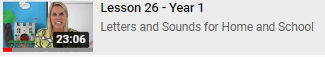 Lesson 26 - Year 1
Letters and Sounds for Home and School
23:06